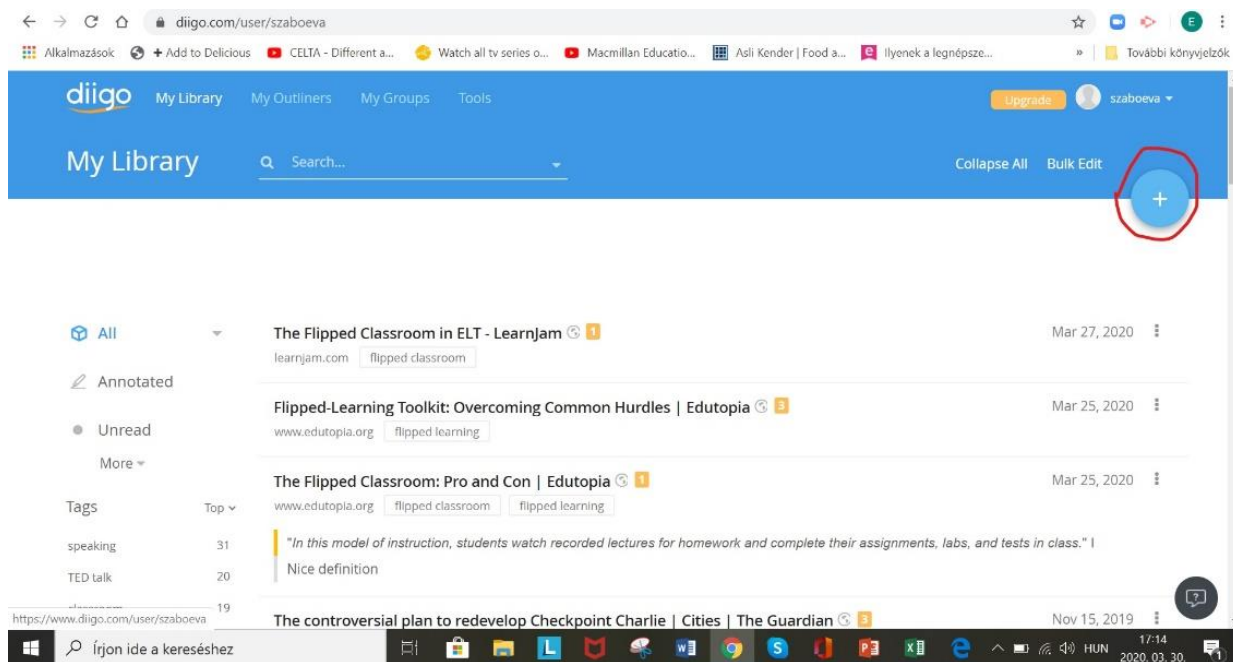 diigo.com/user/szaboeva
E
Alkalmazások + Add to Delicious CELTA - Different a... Watch all tv series o... Macmillan Educatio... Asli Kender | Food a... Ilyenek a legnépsze... » További könyvjelzők
diigo My Library My Outliners My Groups Tools Upgrade szaboeva
My Library Search... Collapse All Bulk Edit
+
All
Annotated
Unread
More
Tags Top
speaking 31
TED talk 20
19
The Flipped Classroom in ELT - LearnJam 1 Mar 27, 2020
learnjam.com flipped classroom
Flipped-Learning Toolkit: Overcoming Common Hurdles | Edutopia 3 Mar 25, 2020
www.edutopia.org flipped learning
The Flipped Classroom: Pro and Con | Edutopia 1 Mar 25, 2020
www.edutopia.org flipped classroom flipped learning
"In this model of instruction, students watch recorded lectures for homework and complete their assignments, labs, and tests in class." I
Nice definition
The controversial plan to redevelop Checkpoint Charlie | Cities | The Guardian 3 Nov 15, 2019
https://www.diigo.com/user/szaboeva
Írjon ide a kereséshez HUN 17:14
2020. 03. 30.